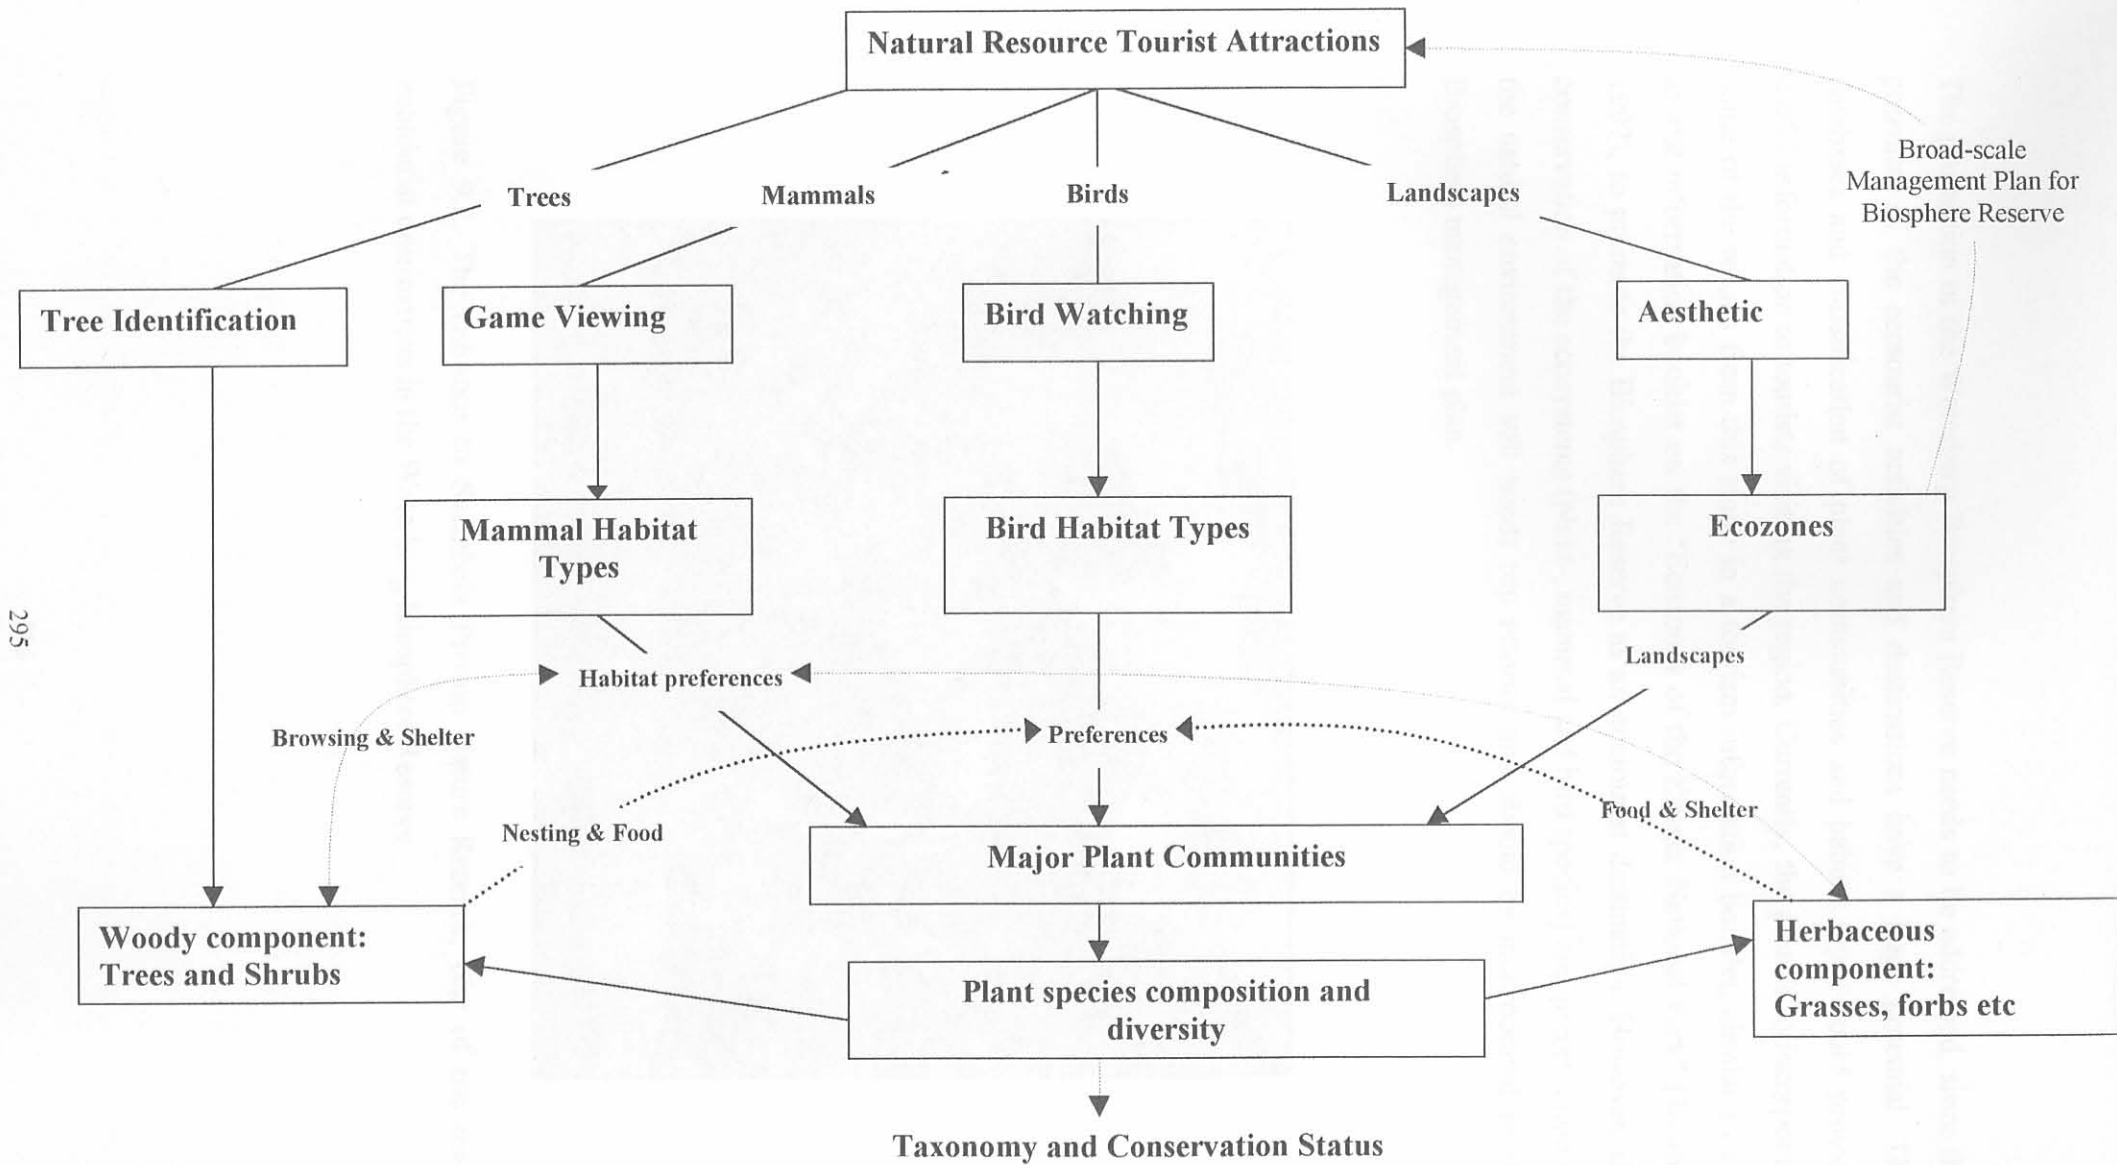 Natural Resource Tourist Attractions
Broad-scale
Management Plan for
Biosphere Reserve
Trees
Mammals
Birds
Landscapes
Tree Identification
Game Viewing
Bird Watching
Aesthetic
Mammal Habitat
Types
Bird Habitat Types
Ecozones
295
Habitat preferences
Landscapes
Browsing & Shelter
Preferences
Nesting & Food
Food & Shelter
Major Plant Communities
Woody component:
Trees and Shrubs
Plant species composition and
diversity
Herbaceous
component:
Grasses, forbs etc
Taxonomy and Conservation Status